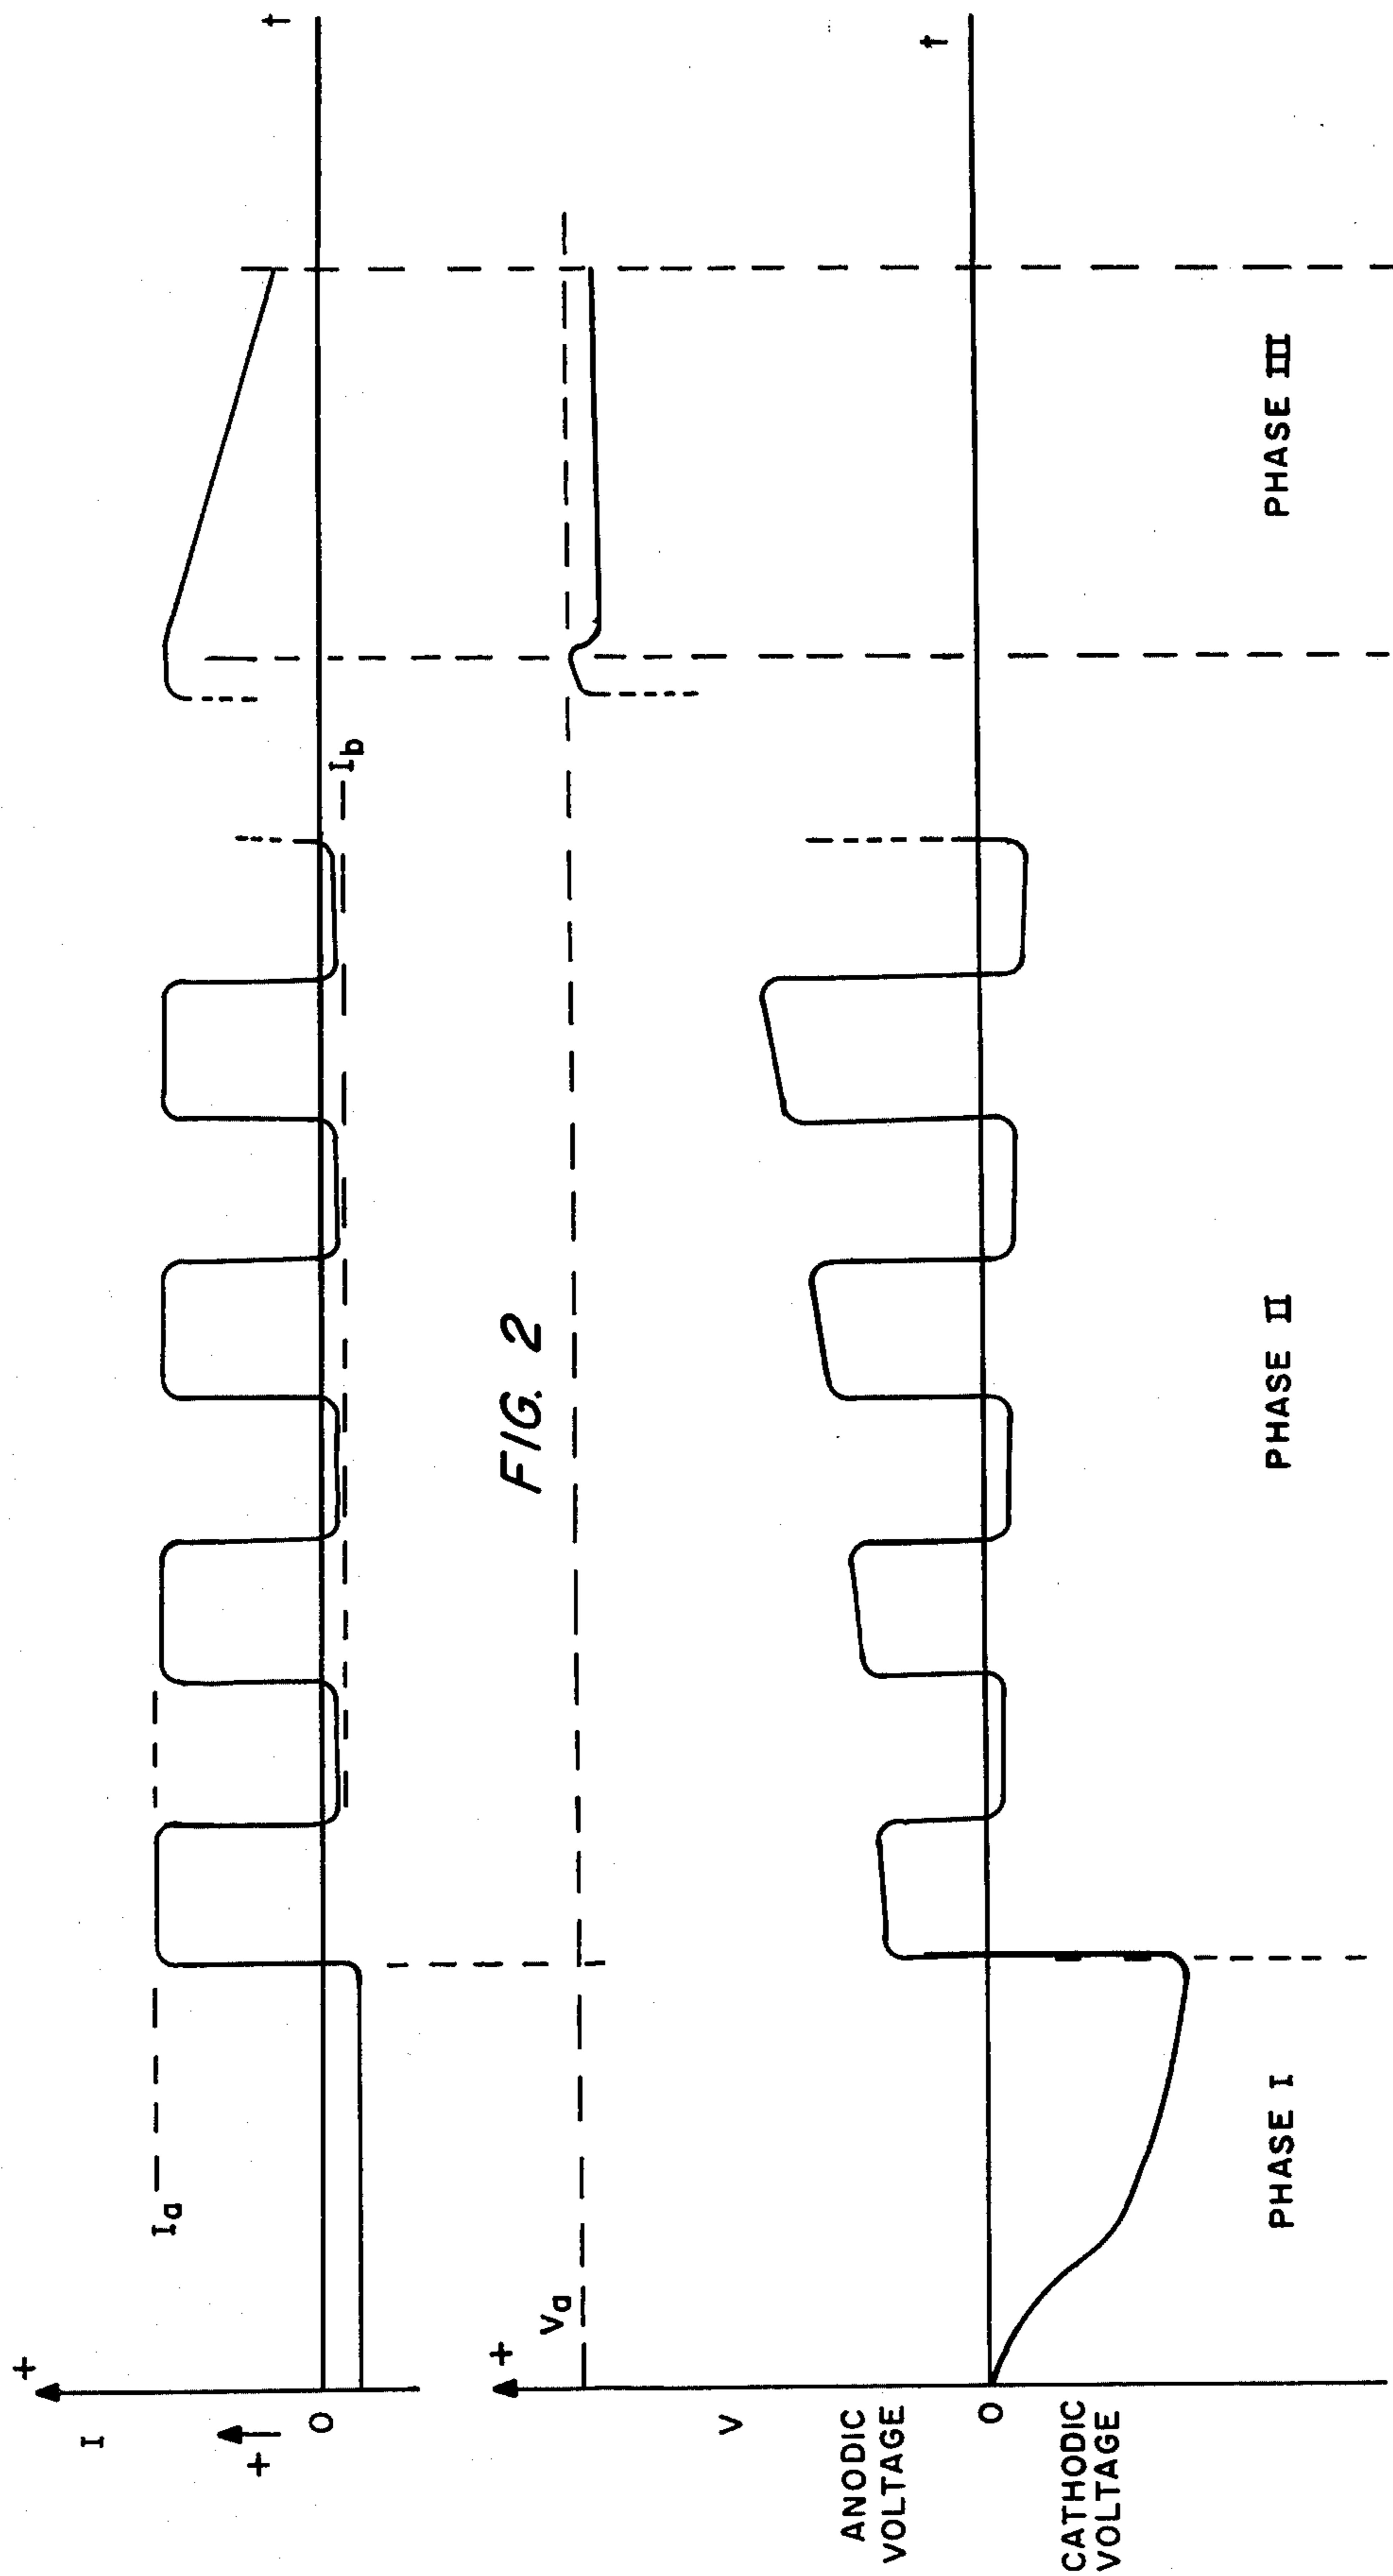 I
+
+
0
Ia
Ib
t
FIG. 2
+
Va
V
ANODIC
VOLTAGE
0
CATHODIC
VOLTAGE
t
PHASE I
PHASE II
PHASE III